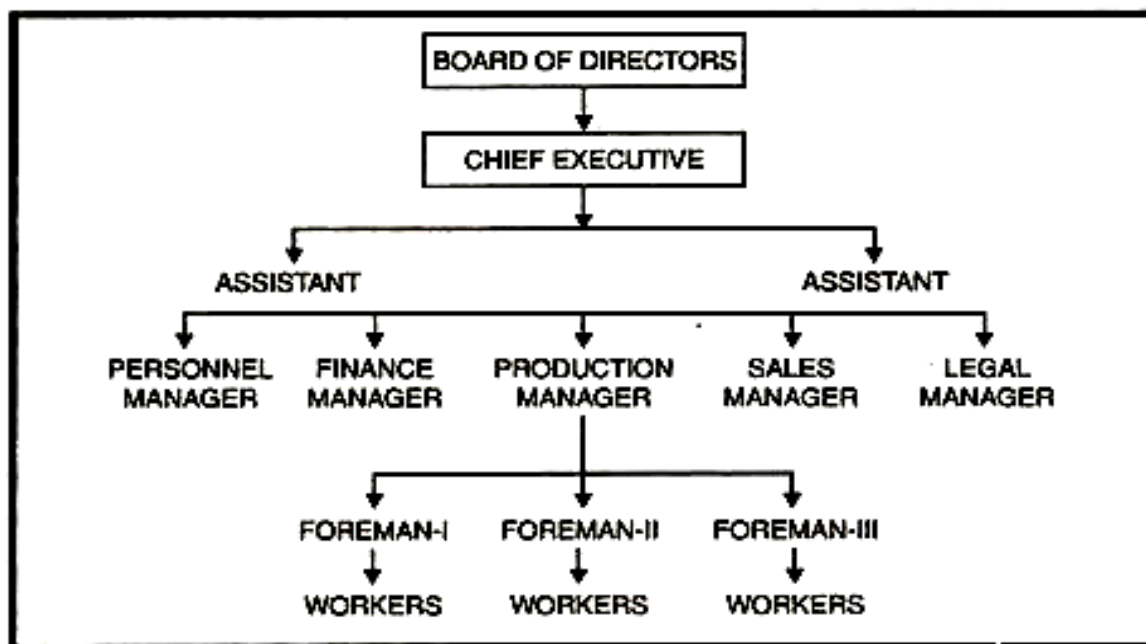 BOARD OF DIRECTORS
CHIEF EXECUTIVE
ASSISTANT ASSISTANT
PERSONNEL FINANCE PRODUCTION SALES LEGAL
MANAGER MANAGER MANAGER MANAGER MANAGER
FOREMAN-I FOREMAN-II FOREMAN-III
WORKERS WORKERS WORKERS